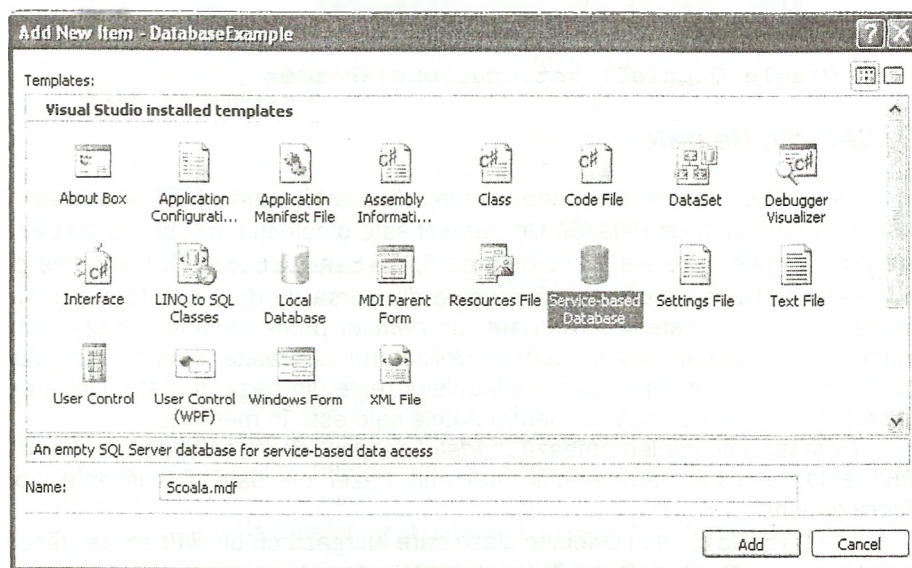 Add New Item - DatabaseExample
Templates:
Visual Studio installed templates
About Box
Application Configurati...
Application Manifest File
Assembly Informati...
Class
Code File
DataSet
Debugger Visualizer
Interface
LINQ to SQL Classes
Local Database
MDI Parent Form
Resources File
Service-based Database
Settings File
Text File
User Control
User Control (WPF)
Windows Form
XML File
An empty SQL Server database for service-based data access
Name:
Scoala.mdf
Add
Cancel